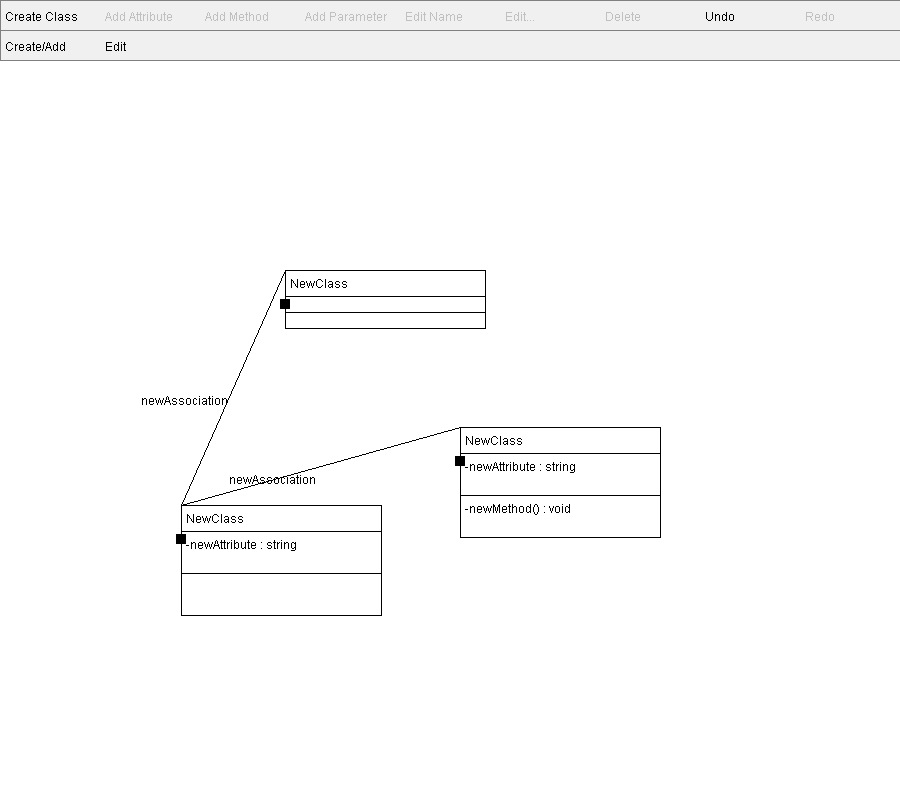 Create Class Add Attribute Add Method Add Parameter Edit Name Edit... Delete Undo Redo
Create/Add Edit
NewClass
newAssociation
NewClass
-newAttribute : string
newAssociation
-newMethod() : void
NewClass
-newAttribute : string